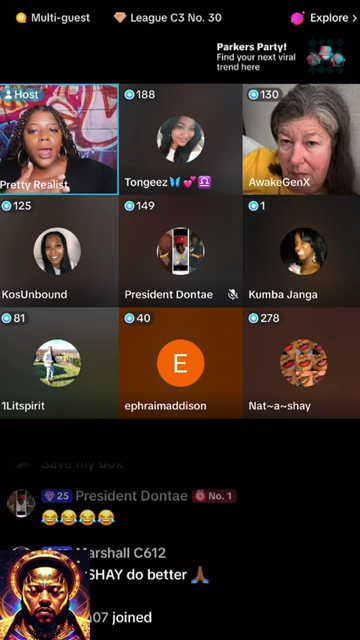 Multi-guest
League C3 No. 30
Explore >
Parkers Party!
Find your next viral
trend here
Host
188
130
Pretty Realist
Tongeez🦋💕♎
AwakeGenX
125
149
1
KosUnbound
President Dontae
Kumba Janga
81
40
278
E
1Litspirit
ephraimaddison
Nat~a~shay
Save my box
25 President Dontae No. 1
😂😂😂😂
Marshall C612
SHAY do better 🙏🏾
07 joined